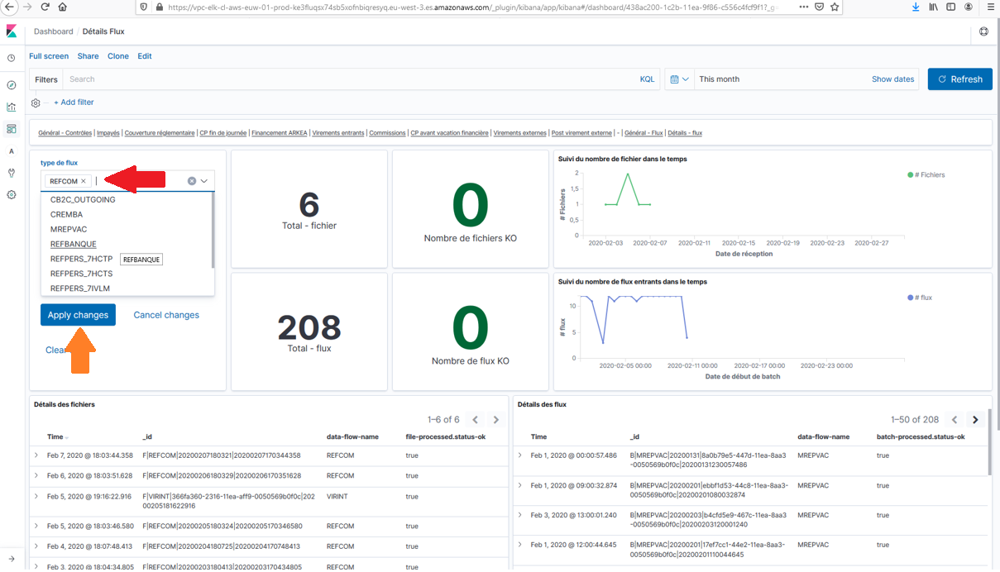 https://vpc-elk-d-aws-euw-01-prod-ke3fluqsx74sb5xofnbiqresyq.eu-west-3.es.amazonaws.com/_plugin/kibana/app/kibana#/dashboard/438ac200-1c2b-11ea-9f86-c556c4fcf9f1?_g=
Dashboard / Détails Flux
Full screen Share Clone Edit
Filters Search KQL This month Show dates Refresh
+ Add filter
Général - Contrôles | Impayés | Couverture réglementaire | CP fin de journée | Financement ARKEA | Virements entrants | Commissions | CP avant vacation financière | Virements externes | Post virement externe | - | Général - Flux | Détails - flux
type de flux
REFCOM ×
CB2C_OUTGOING
CREMBA
MREPVAC
REFBANQUE
REFPERS_7HCTP REFBANQUE
REFPERS_7HCTS
REFPERS_7IVLM
Apply changes Cancel changes
Clear
6
Total - fichier
0
Nombre de fichiers KO
Suivi du nombre de fichier dans le temps
# Fichiers
2
1,5
1
0,5
0
# Fichiers
2020-02-03 2020-02-07 2020-02-11 2020-02-15 2020-02-19 2020-02-23 2020-02-27
Date de réception
208
Total - flux
0
Nombre de flux KO
Suivi du nombre de flux entrants dans le temps
# flux
10
5
0
# flux
2020-02-05 00:00 2020-02-11 00:00 2020-02-17 00:00 2020-02-23 00:00
Date de début de batch
Détails des fichiers
1–6 of 6
Time _id data-flow-name file-processed.status-ok
Feb 7, 2020 @ 18:03:44.358 F|REFCOM|20200207180321|20200207170344358 REFCOM true
Feb 6, 2020 @ 18:03:51.628 F|REFCOM|20200206180329|20200206170351628 REFCOM true
Feb 5, 2020 @ 19:16:22.916 F|VIRINT|366fa360-2316-11ea-aff9-0050569b0f0c|202 VIRINT true
00205181622916
Feb 5, 2020 @ 18:03:46.580 F|REFCOM|20200205180324|20200205170346580 REFCOM true
Feb 4, 2020 @ 18:07:48.413 F|REFCOM|20200204180725|20200204170748413 REFCOM true
Feb 3, 2020 @ 18:04:34.805 F|REFCOM|20200203180413|20200203170434805 REFCOM true
Détails des flux
1–50 of 208
Time _id data-flow-name batch-processed.status-ok
Feb 1, 2020 @ 00:00:57.486 B|MREPVAC|20200131|8a0b79e5-447d-11ea-8aa3 MREPVAC true
-0050569b0f0c|20200131230057486
Feb 1, 2020 @ 09:00:32.874 B|MREPVAC|20200201|ebbf1d53-44c8-11ea-8aa3- MREPVAC true
0050569b0f0c|20200201080032874
Feb 3, 2020 @ 13:00:01.240 B|MREPVAC|20200203|b4cfd5e9-467c-11ea-8aa3 MREPVAC true
-0050569b0f0c|20200203120001240
Feb 1, 2020 @ 12:00:44.645 B|MREPVAC|20200201|17ef7cc1-44e2-11ea-8aa3- MREPVAC true
0050569b0f0c|20200201110044645